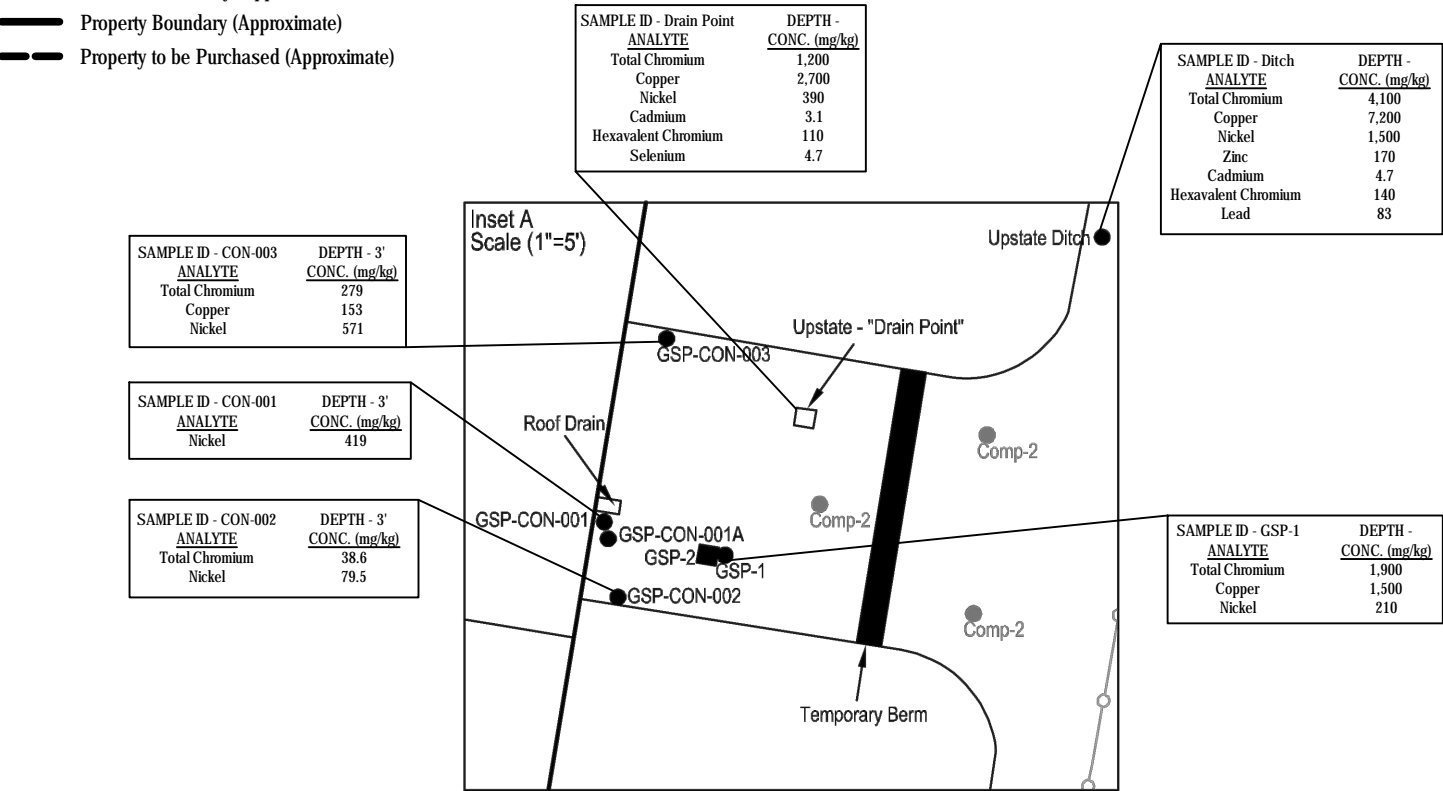 Property Boundary (Approximate)
Property to be Purchased (Approximate)
SAMPLE ID - Drain Point DEPTH -
ANALYTE CONC. (mg/kg)
Total Chromium 1,200
Copper 2,700
Nickel 390
Cadmium 3.1
Hexavalent Chromium 110
Selenium 4.7
SAMPLE ID - Ditch DEPTH -
ANALYTE CONC. (mg/kg)
Total Chromium 4,100
Copper 7,200
Nickel 1,500
Zinc 170
Cadmium 4.7
Hexavalent Chromium 140
Lead 83
Inset A
Scale (1"=5')
Upstate Ditch
SAMPLE ID - CON-003 DEPTH - 3'
ANALYTE CONC. (mg/kg)
Total Chromium 279
Copper 153
Nickel 571
Upstate - "Drain Point"
GSP-CON-003
SAMPLE ID - CON-001 DEPTH - 3'
ANALYTE CONC. (mg/kg)
Nickel 419
Roof Drain
Comp-2
Comp-2
GSP-CON-001
GSP-CON-001A
GSP-2
GSP-1
SAMPLE ID - CON-002 DEPTH - 3'
ANALYTE CONC. (mg/kg)
Total Chromium 38.6
Nickel 79.5
SAMPLE ID - GSP-1 DEPTH -
ANALYTE CONC. (mg/kg)
Total Chromium 1,900
Copper 1,500
Nickel 210
GSP-CON-002
Comp-2
Temporary Berm